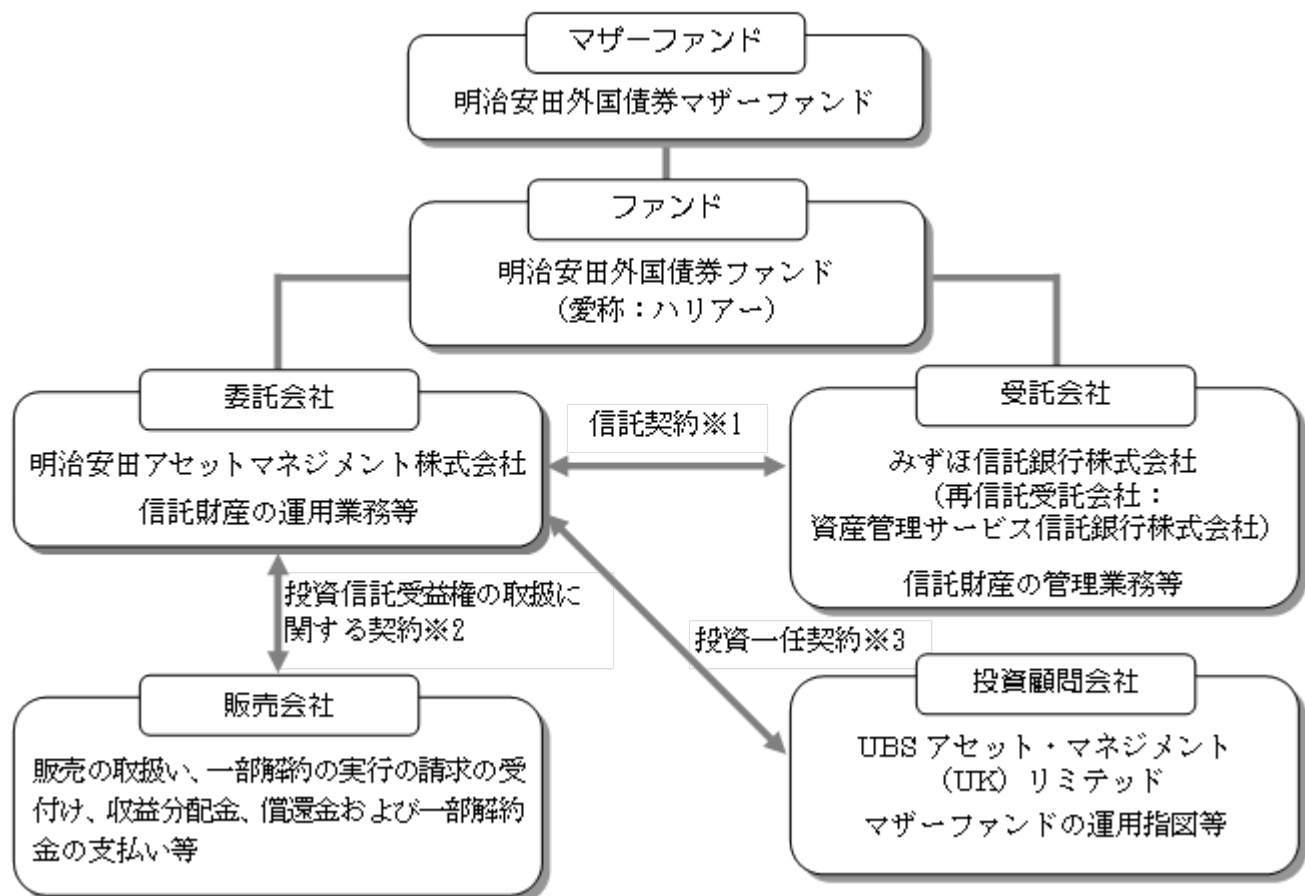 マザーファンド
明治安田外国債券マザーファンド
ファンド
明治安田外国債券ファンド
（愛称：ハリアー）
委託会社
明治安田アセットマネジメント株式会社
信託財産の運用業務等
信託契約※1
受託会社
みずほ信託銀行株式会社
（再信託受託会社：
資産管理サービス信託銀行株式会社）
信託財産の管理業務等
投資信託受益権の取扱に
関する契約※2
投資一任契約※3
販売会社
販売の取扱い、一部解約の実行の請求の受
付け、収益分配金、償還金および一部解約
金の支払い等
投資顧問会社
UBS アセット・マネジメント
（UK）リミテッド
マザーファンドの運用指図等